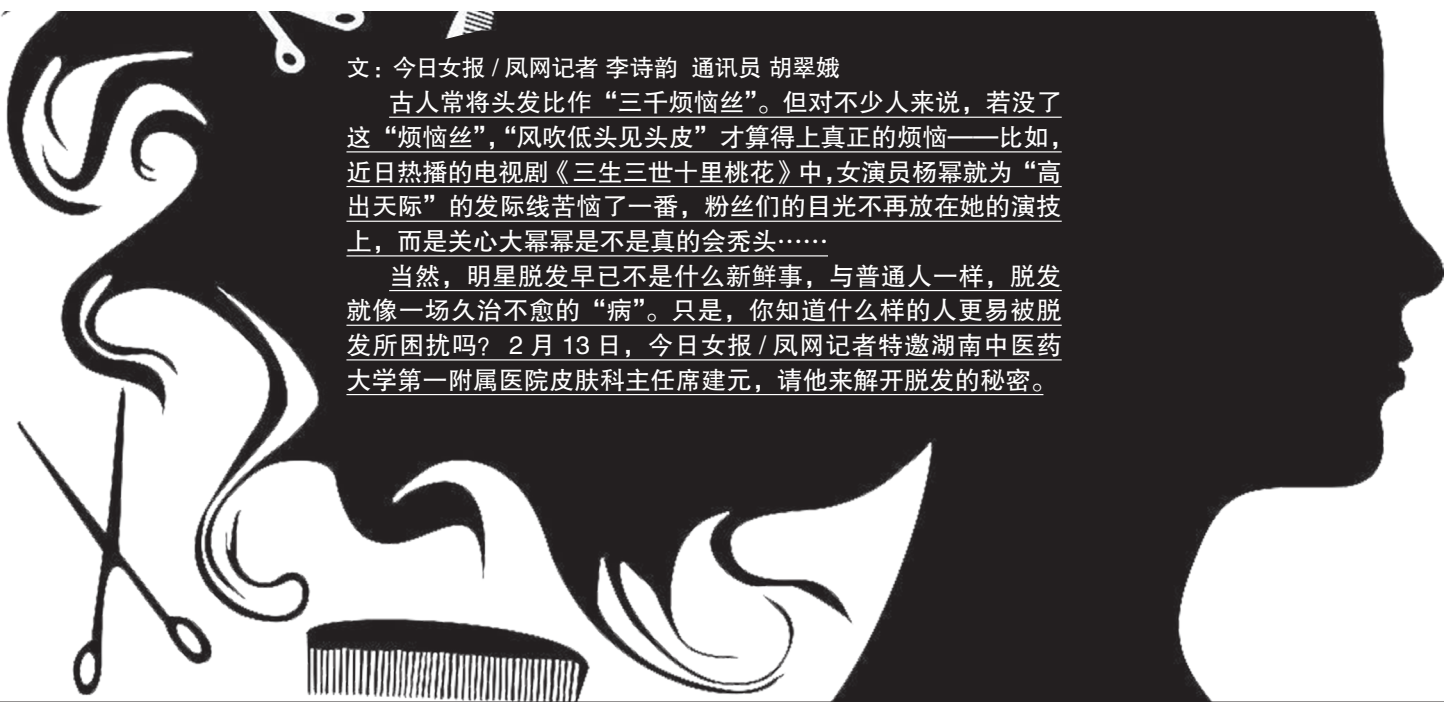 文：今日女报 / 凤网记者 李诗韵 通讯员 胡翠娥
古人常将头发比作“三千烦恼丝”。但对不少人来说，若没了
这“烦恼丝”，“风吹低头见头皮”才算得上真正的烦恼——比如，
近日热播的电视剧《三生三世十里桃花》中，女演员杨幂就为“高
出天际”的发际线苦恼了一番，粉丝们的目光不再放在她的演技
上，而是关心大幂幂是不是真的会秃头……
当然，明星脱发早已不是什么新鲜事，与普通人一样，脱发
就像一场久治不愈的“病”。只是，你知道什么样的人更易被脱
发所困扰吗？ 2 月 13 日，今日女报 / 凤网记者特邀湖南中医药
大学第一附属医院皮肤科主任席建元，请他来解开脱发的秘密。